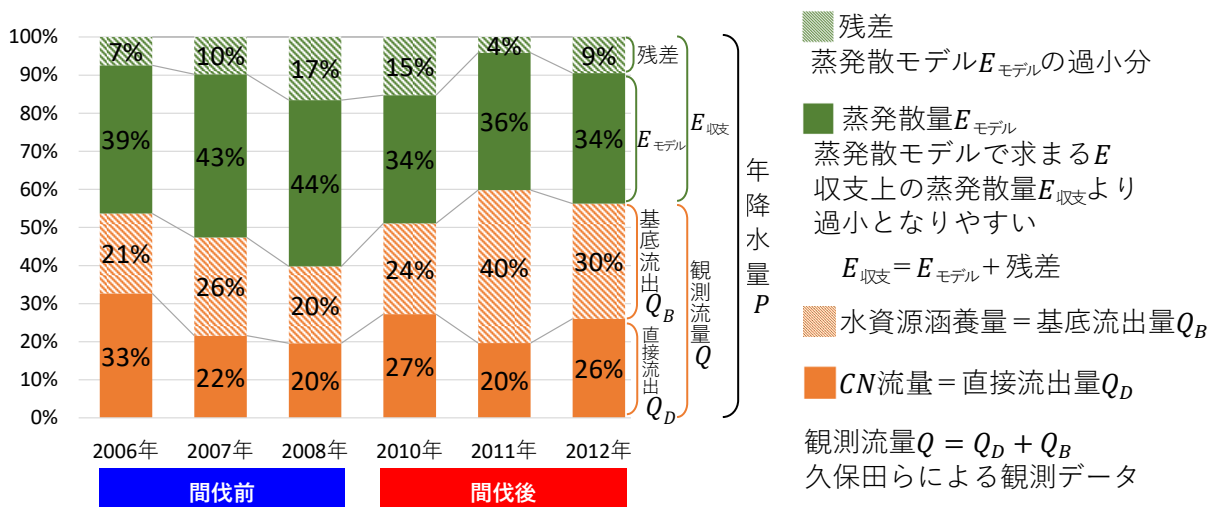 100%
90%
80%
70%
60%
50%
40%
30%
20%
10%
0%
7%
10%
17%
15%
4%
9%
39%
43%
44%
34%
36%
34%
21%
26%
20%
24%
40%
30%
33%
22%
20%
27%
20%
26%
2006年
2007年
2008年
2010年
2011年
2012年
間伐前
間伐後
残差
Eモデル
E収支
基底流出 QB
直接流出 QD
観測流量 Q
年降水量 P
残差
蒸発散モデルEモデルの過小分
蒸発散量Eモデル
蒸発散モデルで求まるE
収支上の蒸発散量E収支より
過小となりやすい
E収支=Eモデル+残差
水資源涵養量=基底流出量QB
CN流量=直接流出量QD
観測流量Q = QD + QB
久保田らによる観測データ